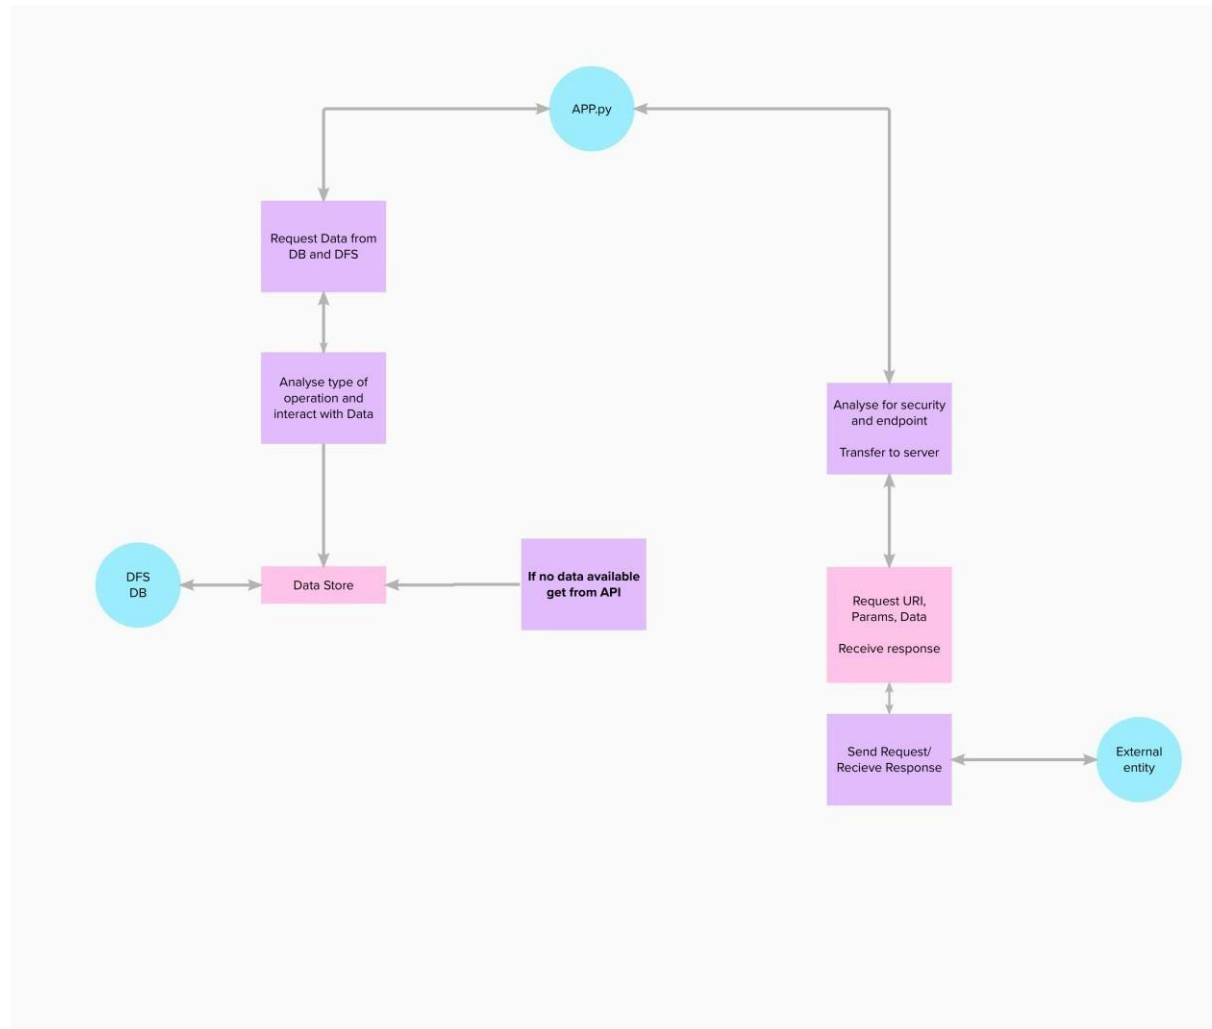 APP.py
Request Data from
DB and DFS
Analyse type of
operation and
interact with Data
Analyse for security
and endpoint
Transfer to server
DFS
DB
Data Store
If no data available
get from API
Request URI,
Params, Data
Receive response
Send Request/
Recieve Response
External
entity